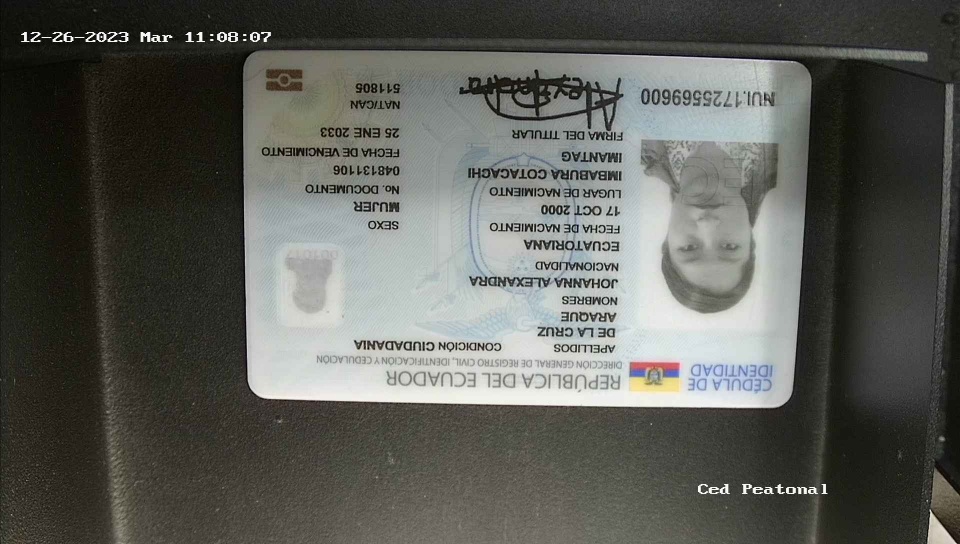 12-26-2023 Mar 11:08:07
CÉDULA DE
IDENTIDAD
REPÚBLICA DEL ECUADOR
DIRECCIÓN GENERAL DE REGISTRO CIVIL, IDENTIFICACIÓN Y CEDULACIÓN
APELLIDOS
CONDICIÓN CIUDADANIA
DE LA CRUZ
ARAQUE
NOMBRES
JOHANNA ALEXANDRA
NACIONALIDAD
ECUATORIANA
FECHA DE NACIMIENTO
17 OCT 2000
LUGAR DE NACIMIENTO
IMBABURA COTACACHI
IMANTAG
FIRMA DEL TITULAR
Alexandra
SEXO
MUJER
No. DOCUMENTO
048131106
FECHA DE VENCIMIENTO
25 ENE 2033
NAT/CAN
511805
NUI.1725569600
Ced Peatonal